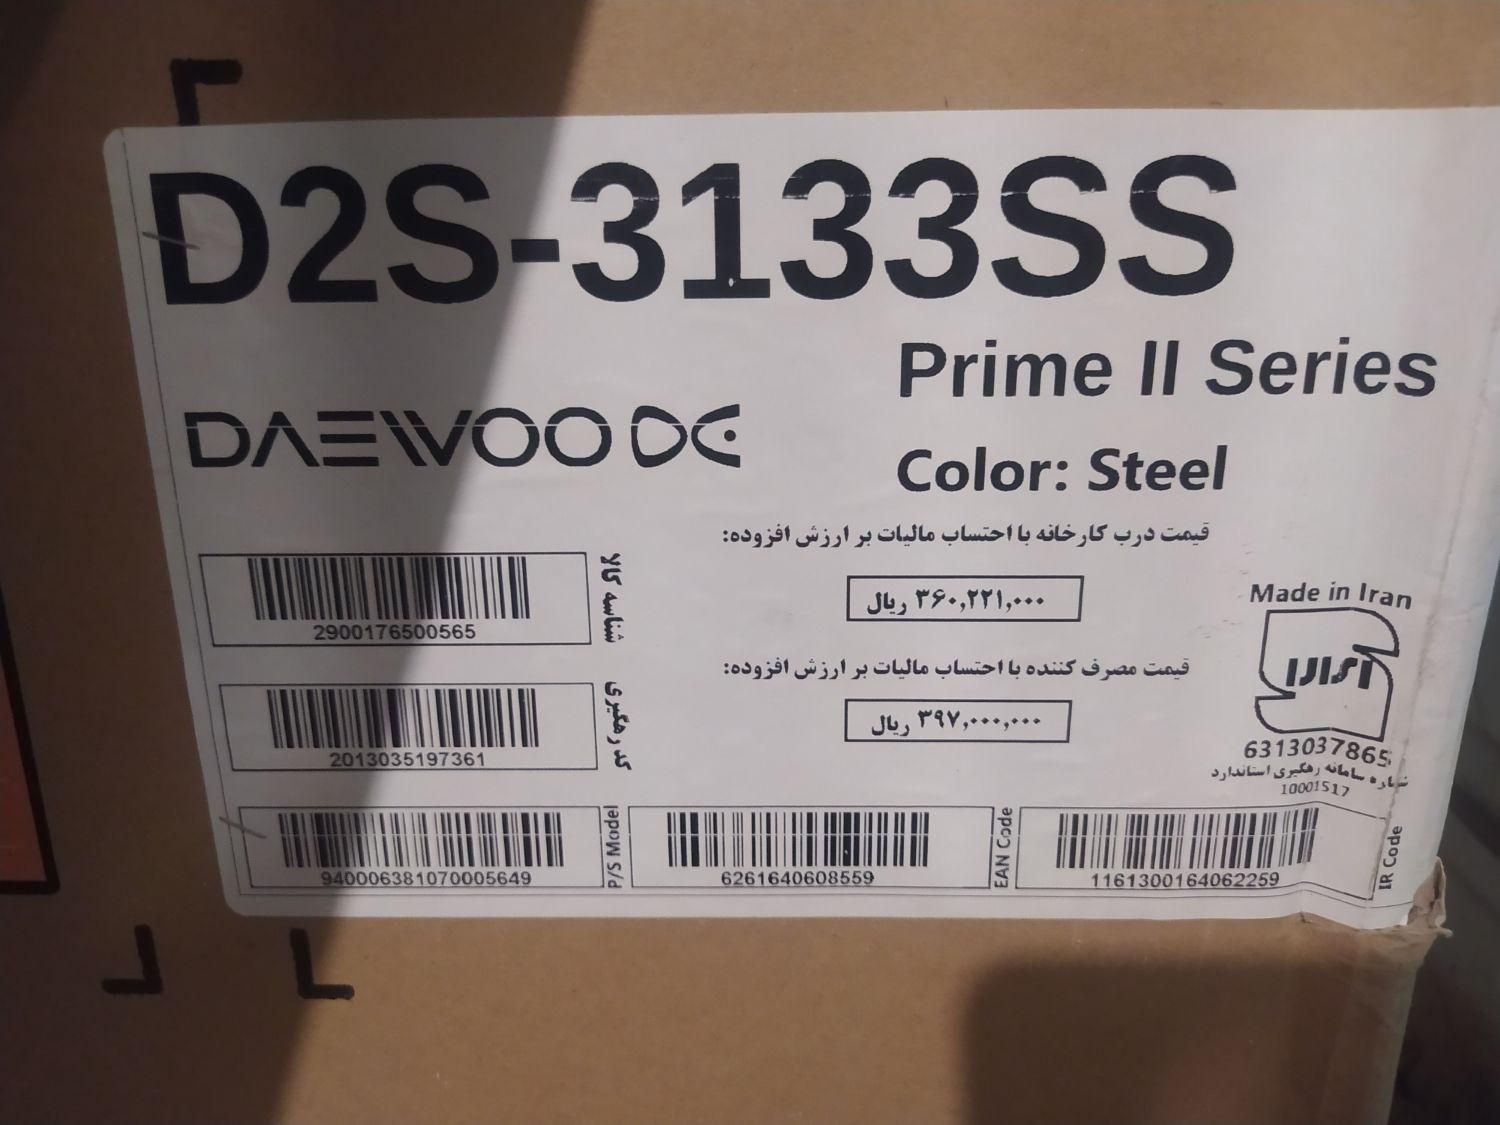 D2S-3133SS
Prime II Series
DAEWOO DE
Color: Steel
قیمت درب کارخانه با احتساب مالیات بر ارزش افزوده:
۳۶۰,۲۲۱,۰۰۰ ریال
قیمت مصرف کننده با احتساب مالیات بر ارزش افزوده:
۳۹۷,۰۰۰,۰۰۰ ریال
شناسه کالا
2900176500565
کد رهگیری
2013035197361
Made in Iran
6313037865
شماره سامانه رهگیری استاندارد
10001517
P/S Model
940006381070005649
EAN Code
6261640608559
IR Code
1161300164062259